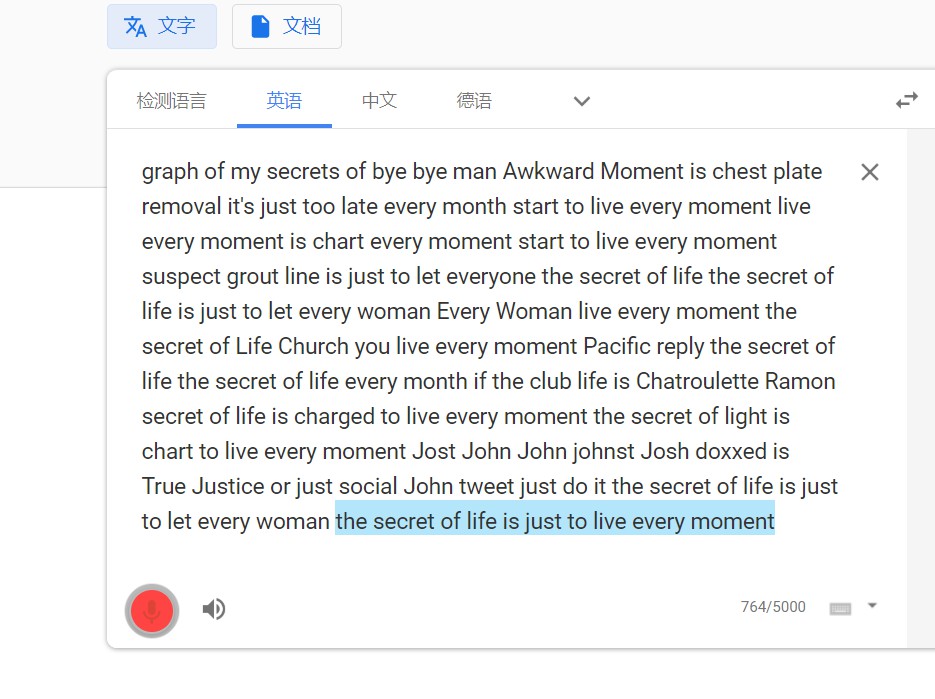 文字 文档
检测语言 英语 中文 德语
graph of my secrets of bye bye man Awkward Moment is chest plate
removal it's just too late every month start to live every moment live
every moment is chart every moment start to live every moment
suspect grout line is just to let everyone the secret of life the secret of
life is just to let every woman Every Woman live every moment the
secret of Life Church you live every moment Pacific reply the secret of
life the secret of life every month if the club life is Chatroulette Ramon
secret of life is charged to live every moment the secret of light is
chart to live every moment Jost John John johnst Josh doxxed is
True Justice or just social John tweet just do it the secret of life is just
to let every woman the secret of life is just to live every moment
764/5000